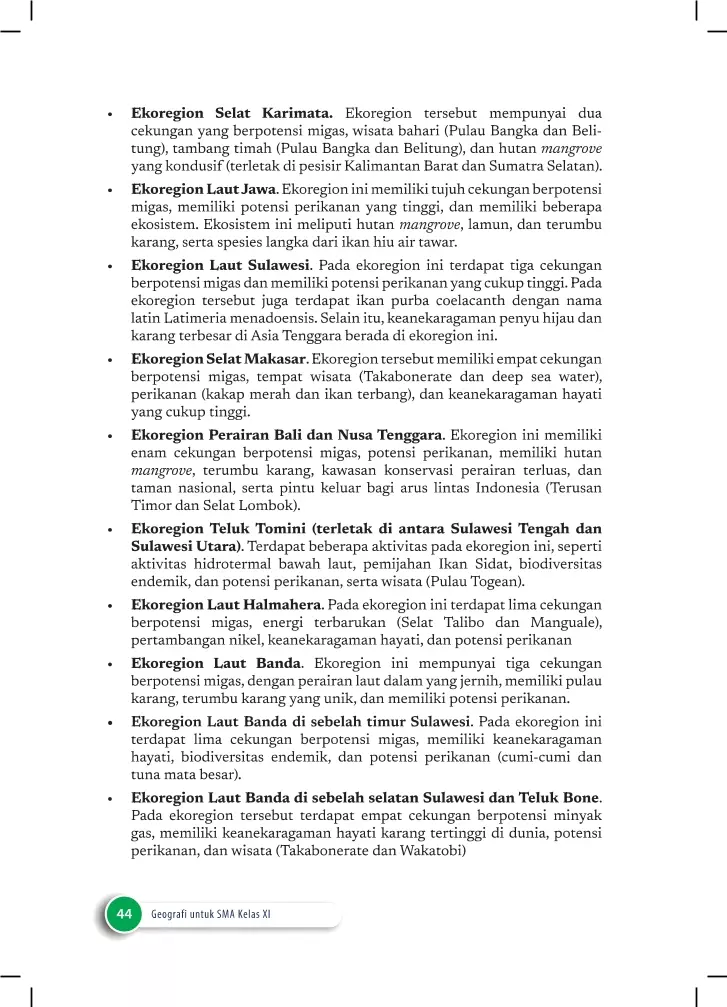 • Ekoregion Selat Karimata. Ekoregion tersebut mempunyai dua
cekungan yang berpotensi migas, wisata bahari (Pulau Bangka dan Beli-
tung), tambang timah (Pulau Bangka dan Belitung), dan hutan mangrove
yang kondusif (terletak di pesisir Kalimantan Barat dan Sumatra Selatan).
• Ekoregion Laut Jawa. Ekoregion ini memiliki tujuh cekungan berpotensi
migas, memiliki potensi perikanan yang tinggi, dan memiliki beberapa
ekosistem. Ekosistem ini meliputi hutan mangrove, lamun, dan terumbu
karang, serta spesies langka dari ikan hiu air tawar.
• Ekoregion Laut Sulawesi. Pada ekoregion ini terdapat tiga cekungan
berpotensi migas dan memiliki potensi perikanan yang cukup tinggi. Pada
ekoregion tersebut juga terdapat ikan purba coelacanth dengan nama
latin Latimeria menadoensis. Selain itu, keanekaragaman penyu hijau dan
karang terbesar di Asia Tenggara berada di ekoregion ini.
• Ekoregion Selat Makasar. Ekoregion tersebut memiliki empat cekungan
berpotensi migas, tempat wisata (Takabonerate dan deep sea water),
perikanan (kakap merah dan ikan terbang), dan keanekaragaman hayati
yang cukup tinggi.
• Ekoregion Perairan Bali dan Nusa Tenggara. Ekoregion ini memiliki
enam cekungan berpotensi migas, potensi perikanan, memiliki hutan
mangrove, terumbu karang, kawasan konservasi perairan terluas, dan
taman nasional, serta pintu keluar bagi arus lintas Indonesia (Terusan
Timor dan Selat Lombok).
• Ekoregion Teluk Tomini (terletak di antara Sulawesi Tengah dan
Sulawesi Utara). Terdapat beberapa aktivitas pada ekoregion ini, seperti
aktivitas hidrotermal bawah laut, pemijahan Ikan Sidat, biodiversitas
endemik, dan potensi perikanan, serta wisata (Pulau Togean).
• Ekoregion Laut Halmahera. Pada ekoregion ini terdapat lima cekungan
berpotensi migas, energi terbarukan (Selat Talibo dan Manguale),
pertambangan nikel, keanekaragaman hayati, dan potensi perikanan
• Ekoregion Laut Banda. Ekoregion ini mempunyai tiga cekungan
berpotensi migas, dengan perairan laut dalam yang jernih, memiliki pulau
karang, terumbu karang yang unik, dan memiliki potensi perikanan.
• Ekoregion Laut Banda di sebelah timur Sulawesi. Pada ekoregion ini
terdapat lima cekungan berpotensi migas, memiliki keanekaragaman
hayati, biodiversitas endemik, dan potensi perikanan (cumi-cumi dan
tuna mata besar).
• Ekoregion Laut Banda di sebelah selatan Sulawesi dan Teluk Bone.
Pada ekoregion tersebut terdapat empat cekungan berpotensi minyak
gas, memiliki keanekaragaman hayati karang tertinggi di dunia, potensi
perikanan, dan wisata (Takabonerate dan Wakatobi)
44 Geografi untuk SMA Kelas XI